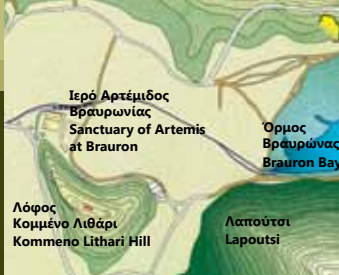 Ιερό Αρτέμιδος
Βραυρωνίας
Sanctuary of Artemis
at Brauron
Όρμος
Βραυρώνας
Brauron Bay
Λόφος
Κομμένο Λιθάρι
Kommeno Lithari Hill
Λαπούτσι
Lapoutsi